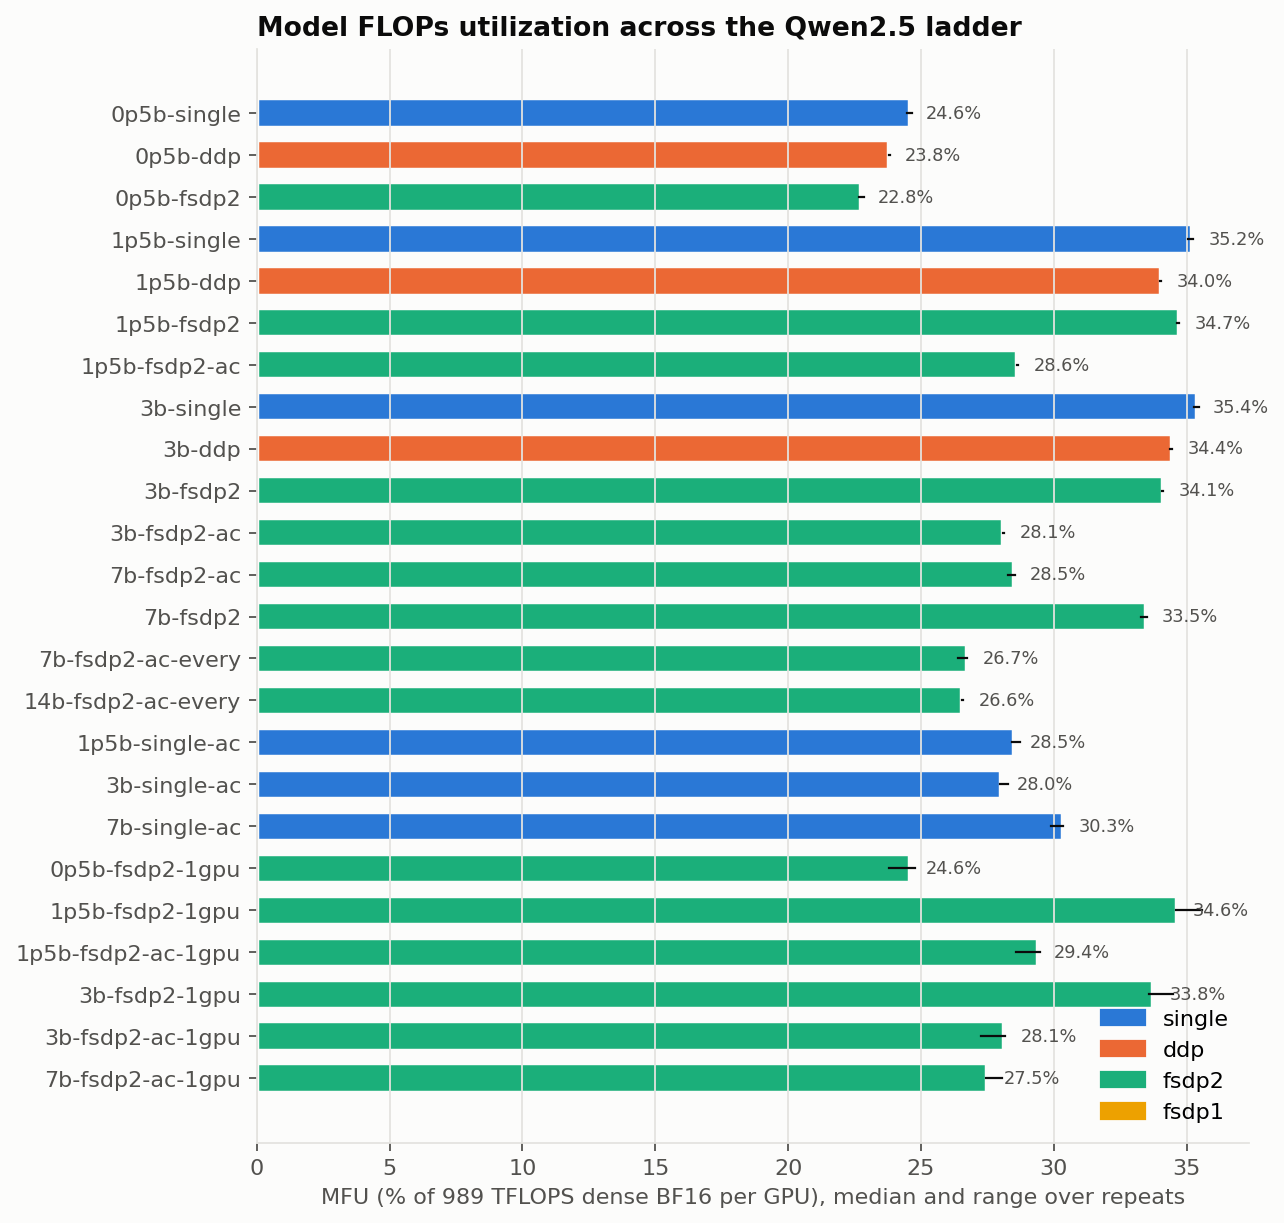 Model FLOPs utilization across the Qwen2.5 ladder
0p5b-single 24.6%
0p5b-ddp 23.8%
0p5b-fsdp2 22.8%
1p5b-single 35.2%
1p5b-ddp 34.0%
1p5b-fsdp2 34.7%
1p5b-fsdp2-ac 28.6%
3b-single 35.4%
3b-ddp 34.4%
3b-fsdp2 34.1%
3b-fsdp2-ac 28.1%
7b-fsdp2-ac 28.5%
7b-fsdp2 33.5%
7b-fsdp2-ac-every 26.7%
14b-fsdp2-ac-every 26.6%
1p5b-single-ac 28.5%
3b-single-ac 28.0%
7b-single-ac 30.3%
0p5b-fsdp2-1gpu 24.6%
1p5b-fsdp2-1gpu 34.6%
1p5b-fsdp2-ac-1gpu 29.4%
3b-fsdp2-1gpu 33.8%
3b-fsdp2-ac-1gpu 28.1%
7b-fsdp2-ac-1gpu 27.5%
single
ddp
fsdp2
fsdp1
0 5 10 15 20 25 30 35
MFU (% of 989 TFLOPS dense BF16 per GPU), median and range over repeats